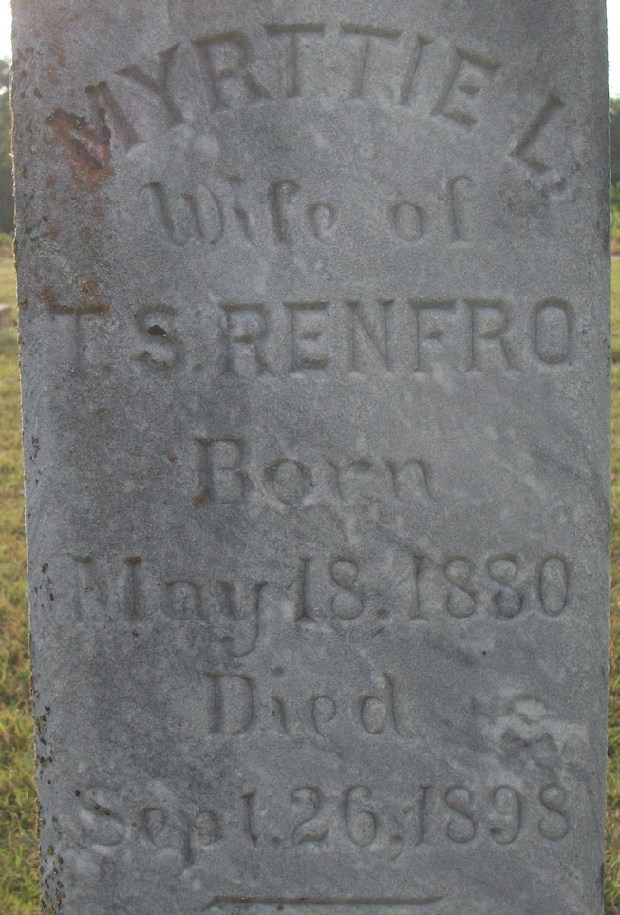 MYRTTIE L.
Wife of
T. S. RENFRO
Born
May 18, 1880
Died
Sept. 26, 1898